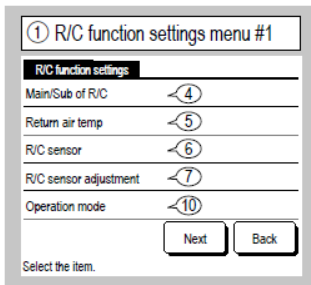 ① R/C function settings menu #1
R/C function settings
Main/Sub of R/C ④
Return air temp ⑤
R/C sensor ⑥
R/C sensor adjustment ⑦
Operation mode ⑩
Next Back
Select the item.